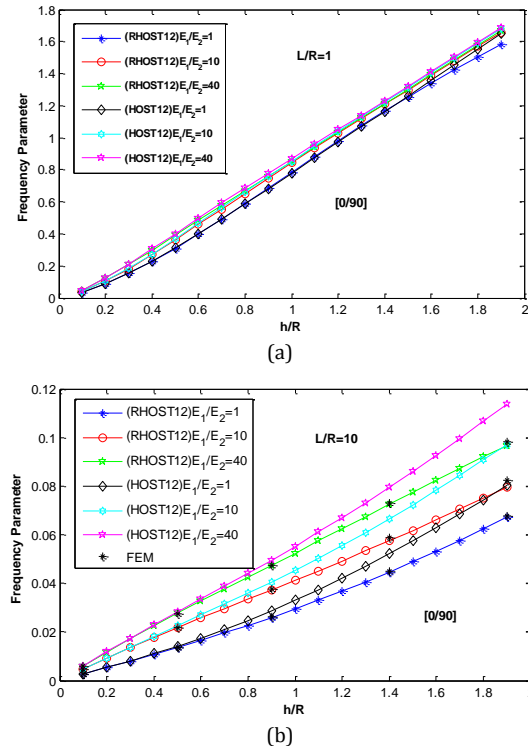 (a)
1.8
1.6
1.4
1.2
1
0.8
0.6
0.4
0.2
0
Frequency Parameter
(RHOST12)E1/E2=1
(RHOST12)E1/E2=10
(RHOST12)E1/E2=40
(HOST12)E1/E2=1
(HOST12)E1/E2=10
(HOST12)E1/E2=40
L/R=1
[0/90]
0 0.2 0.4 0.6 0.8 1 1.2 1.4 1.6 1.8 2
h/R
(a)
0.12
0.1
0.08
0.06
0.04
0.02
0
Frequency Parameter
(RHOST12)E1/E2=1
(RHOST12)E1/E2=10
(RHOST12)E1/E2=40
(HOST12)E1/E2=1
(HOST12)E1/E2=10
(HOST12)E1/E2=40
FEM
L/R=10
[0/90]
0 0.2 0.4 0.6 0.8 1 1.2 1.4 1.6 1.8
h/R
(b)